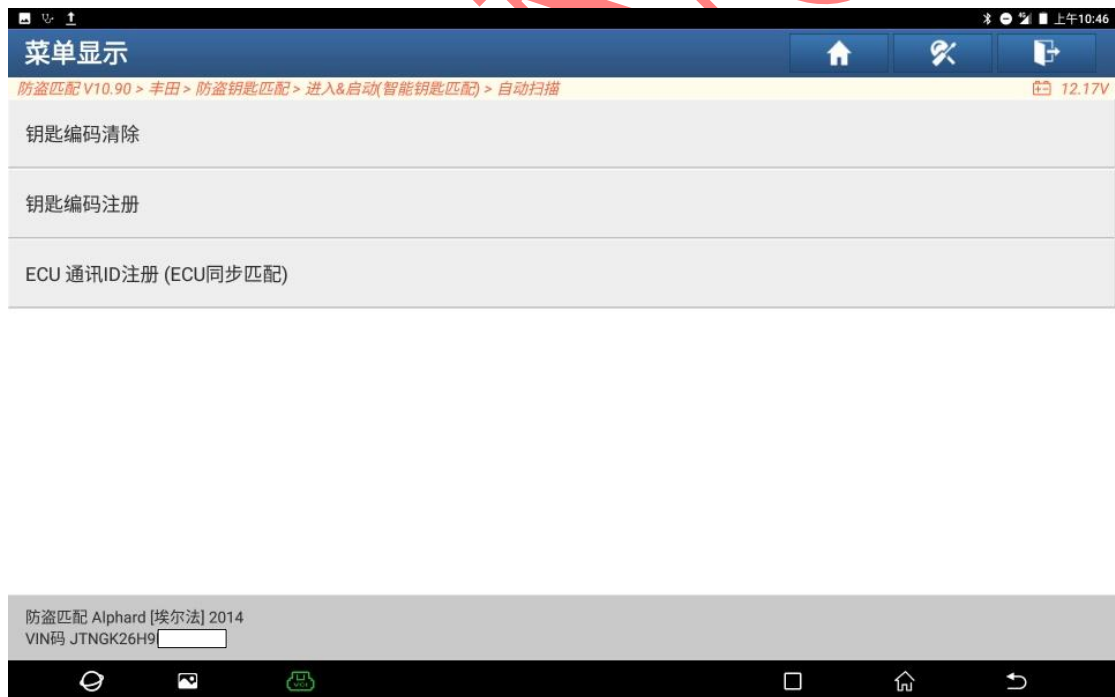 上午10:46
菜单显示
防盗匹配 V10.90 > 丰田 > 防盗钥匙匹配 > 进入&启动(智能钥匙匹配) > 自动扫描 12.17V
钥匙编码清除
钥匙编码注册
ECU 通讯ID注册 (ECU同步匹配)
防盗匹配 Alphard [埃尔法] 2014
VIN码 JTNGK26H9
VCI